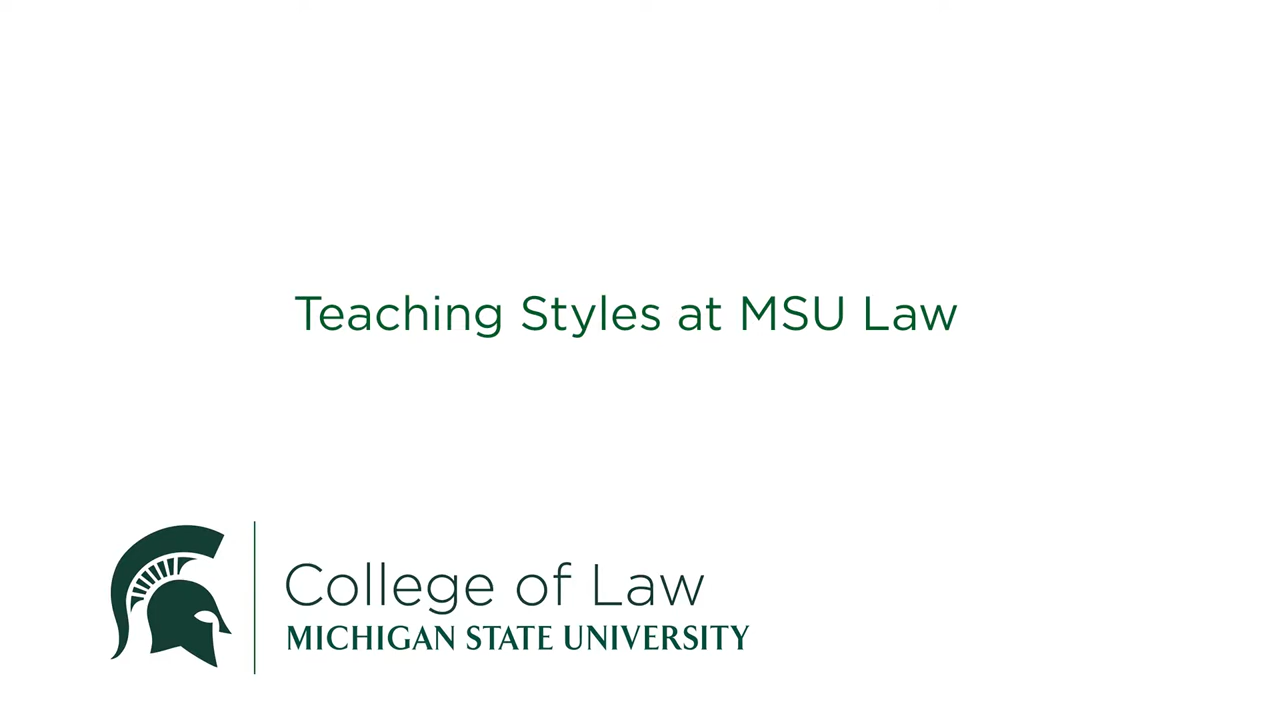 Teaching Styles at MSU Law
College of Law
MICHIGAN STATE UNIVERSITY